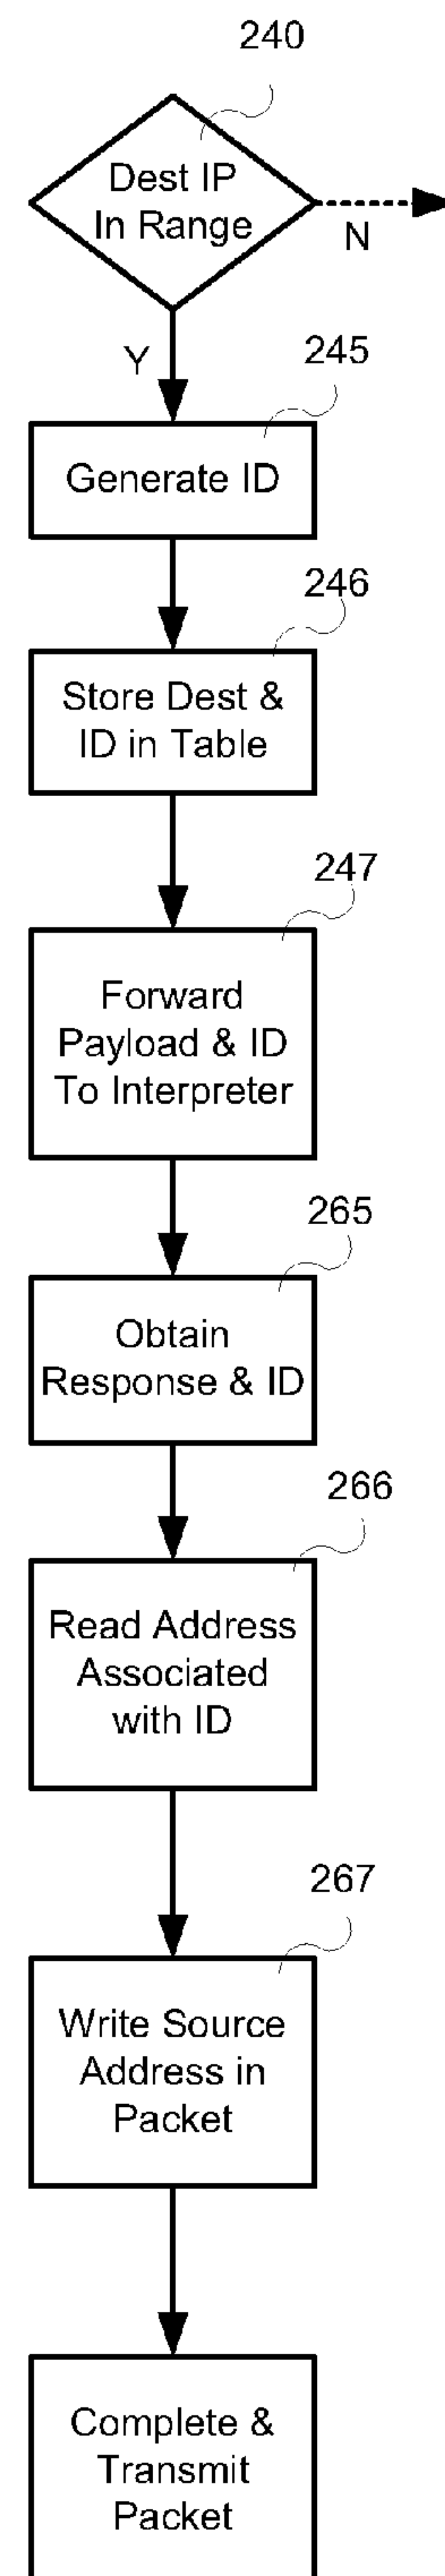 240
Dest IP
In Range
N
Y
245
Generate ID
246
Store Dest &
ID in Table
247
Forward
Payload & ID
To Interpreter
265
Obtain
Response & ID
266
Read Address
Associated
with ID
267
Write Source
Address in
Packet
Complete &
Transmit
Packet